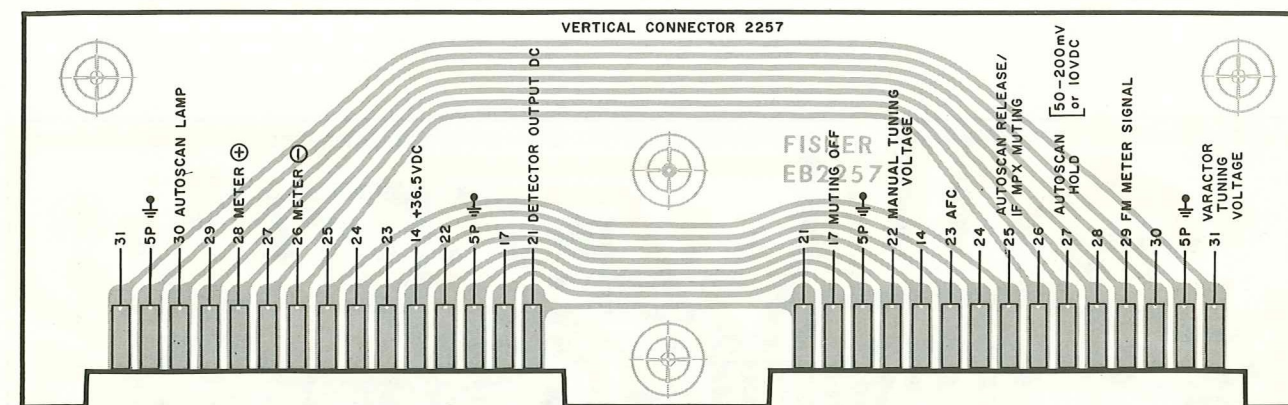 VERTICAL CONNECTOR 2257
FISHER
EB2257
31
5P
30 AUTOSCAN LAMP
29
28 METER ⊕
27
26 METER ⊖
25
24
23
14 +36.5VDC
22
5P
17
21 DETECTOR OUTPUT DC
21
17 MUTING OFF
5P
22 MANUAL TUNING
VOLTAGE
14
23 AFC
24
25 AUTOSCAN RELEASE/
IF MPX MUTING
26
27 AUTOSCAN
HOLD
[50-200mV
or 10VDC]
28
29 FM METER SIGNAL
30
5P
31 VARACTOR
TUNING
VOLTAGE